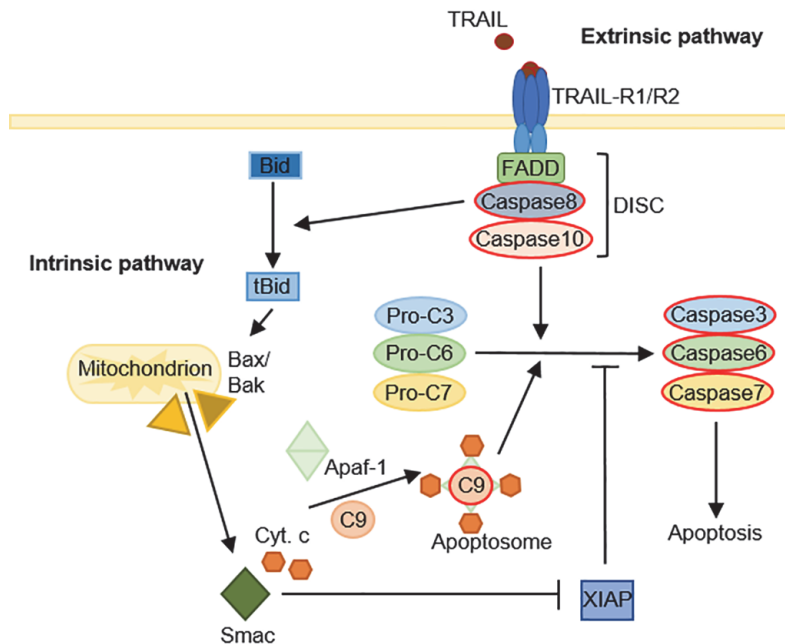 TRAIL
Extrinsic pathway
TRAIL-R1/R2
Bid
FADD
Caspase8
DISC
Caspase10
Intrinsic pathway
tBid
Pro-C3
Caspase3
Mitochondrion
Bax/
Bak
Pro-C6
Caspase6
Pro-C7
Caspase7
Apaf-1
C9
C9
Cyt. c
Apoptosome
Apoptosis
XIAP
Smac